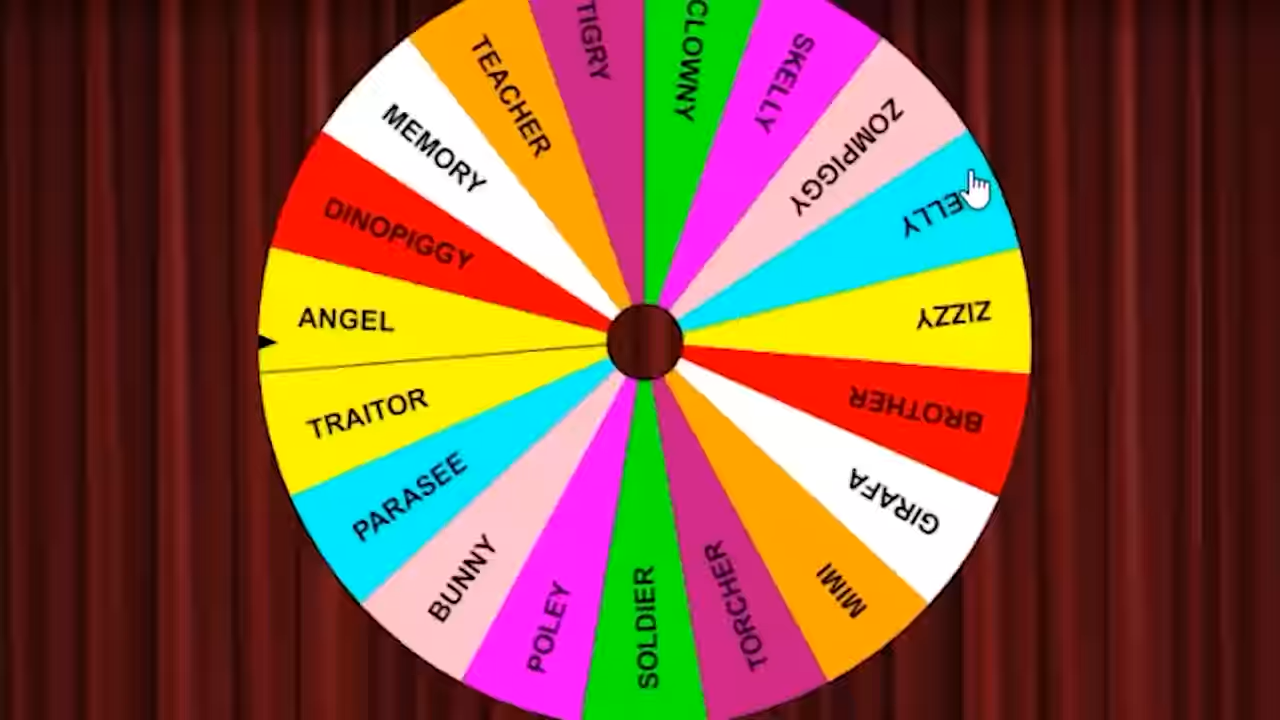 TIGRY
CLOWNY
SKELLY
ZOMPIGGY
ZIZZY
BROTHER
GIRAFA
MIMI
TORCHER
SOLDIER
POLEY
BUNNY
PARASEE
TRAITOR
ANGEL
DINOPIGGY
MEMORY
TEACHER